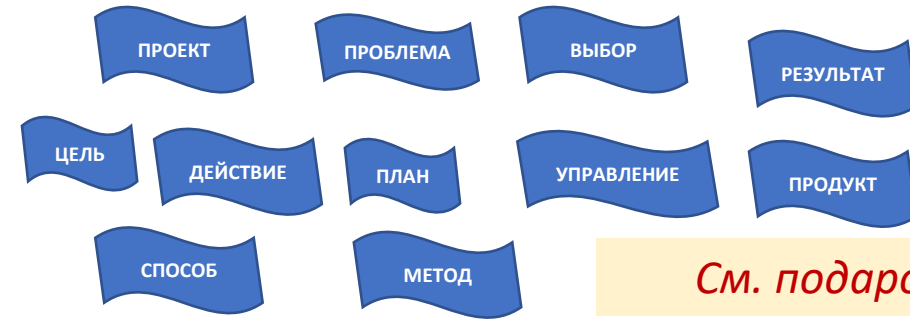 ПРОЕКТ
ПРОБЛЕМА
ВЫБОР
РЕЗУЛЬТАТ
ЦЕЛЬ
ДЕЙСТВИЕ
ПЛАН
УПРАВЛЕНИЕ
ПРОДУКТ
СПОСОБ
МЕТОД
См.